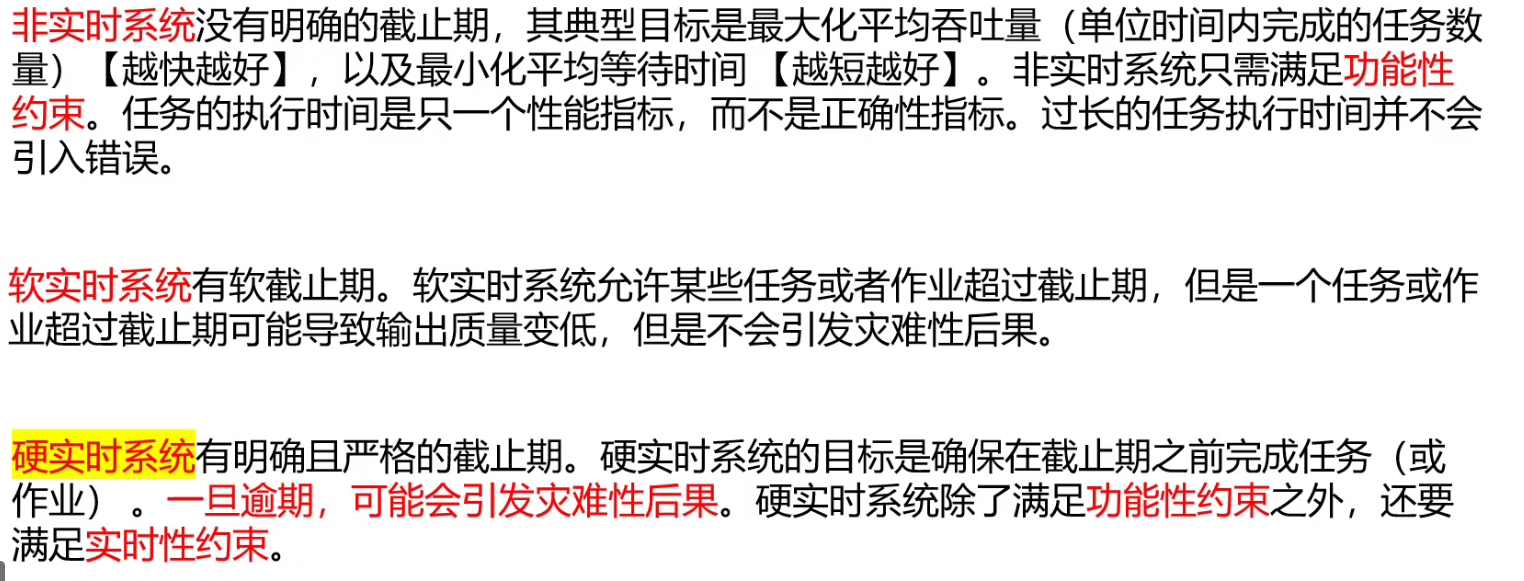 非实时系统没有明确的截止期，其典型目标是最大化平均吞吐量（单位时间内完成的任务数
量）【越快越好】，以及最小化平均等待时间 【越短越好】。非实时系统只需满足功能性
约束。任务的执行时间是只一个性能指标，而不是正确性指标。过长的任务执行时间并不会
引入错误。
软实时系统有软截止期。软实时系统允许某些任务或者作业超过截止期，但是一个任务或作
业超过截止期可能导致输出质量变低，但是不会引发灾难性后果。
硬实时系统有明确且严格的截止期。硬实时系统的目标是确保在截止期之前完成任务（或
作业） 。一旦逾期，可能会引发灾难性后果。硬实时系统除了满足功能性约束之外，还要
满足实时性约束。